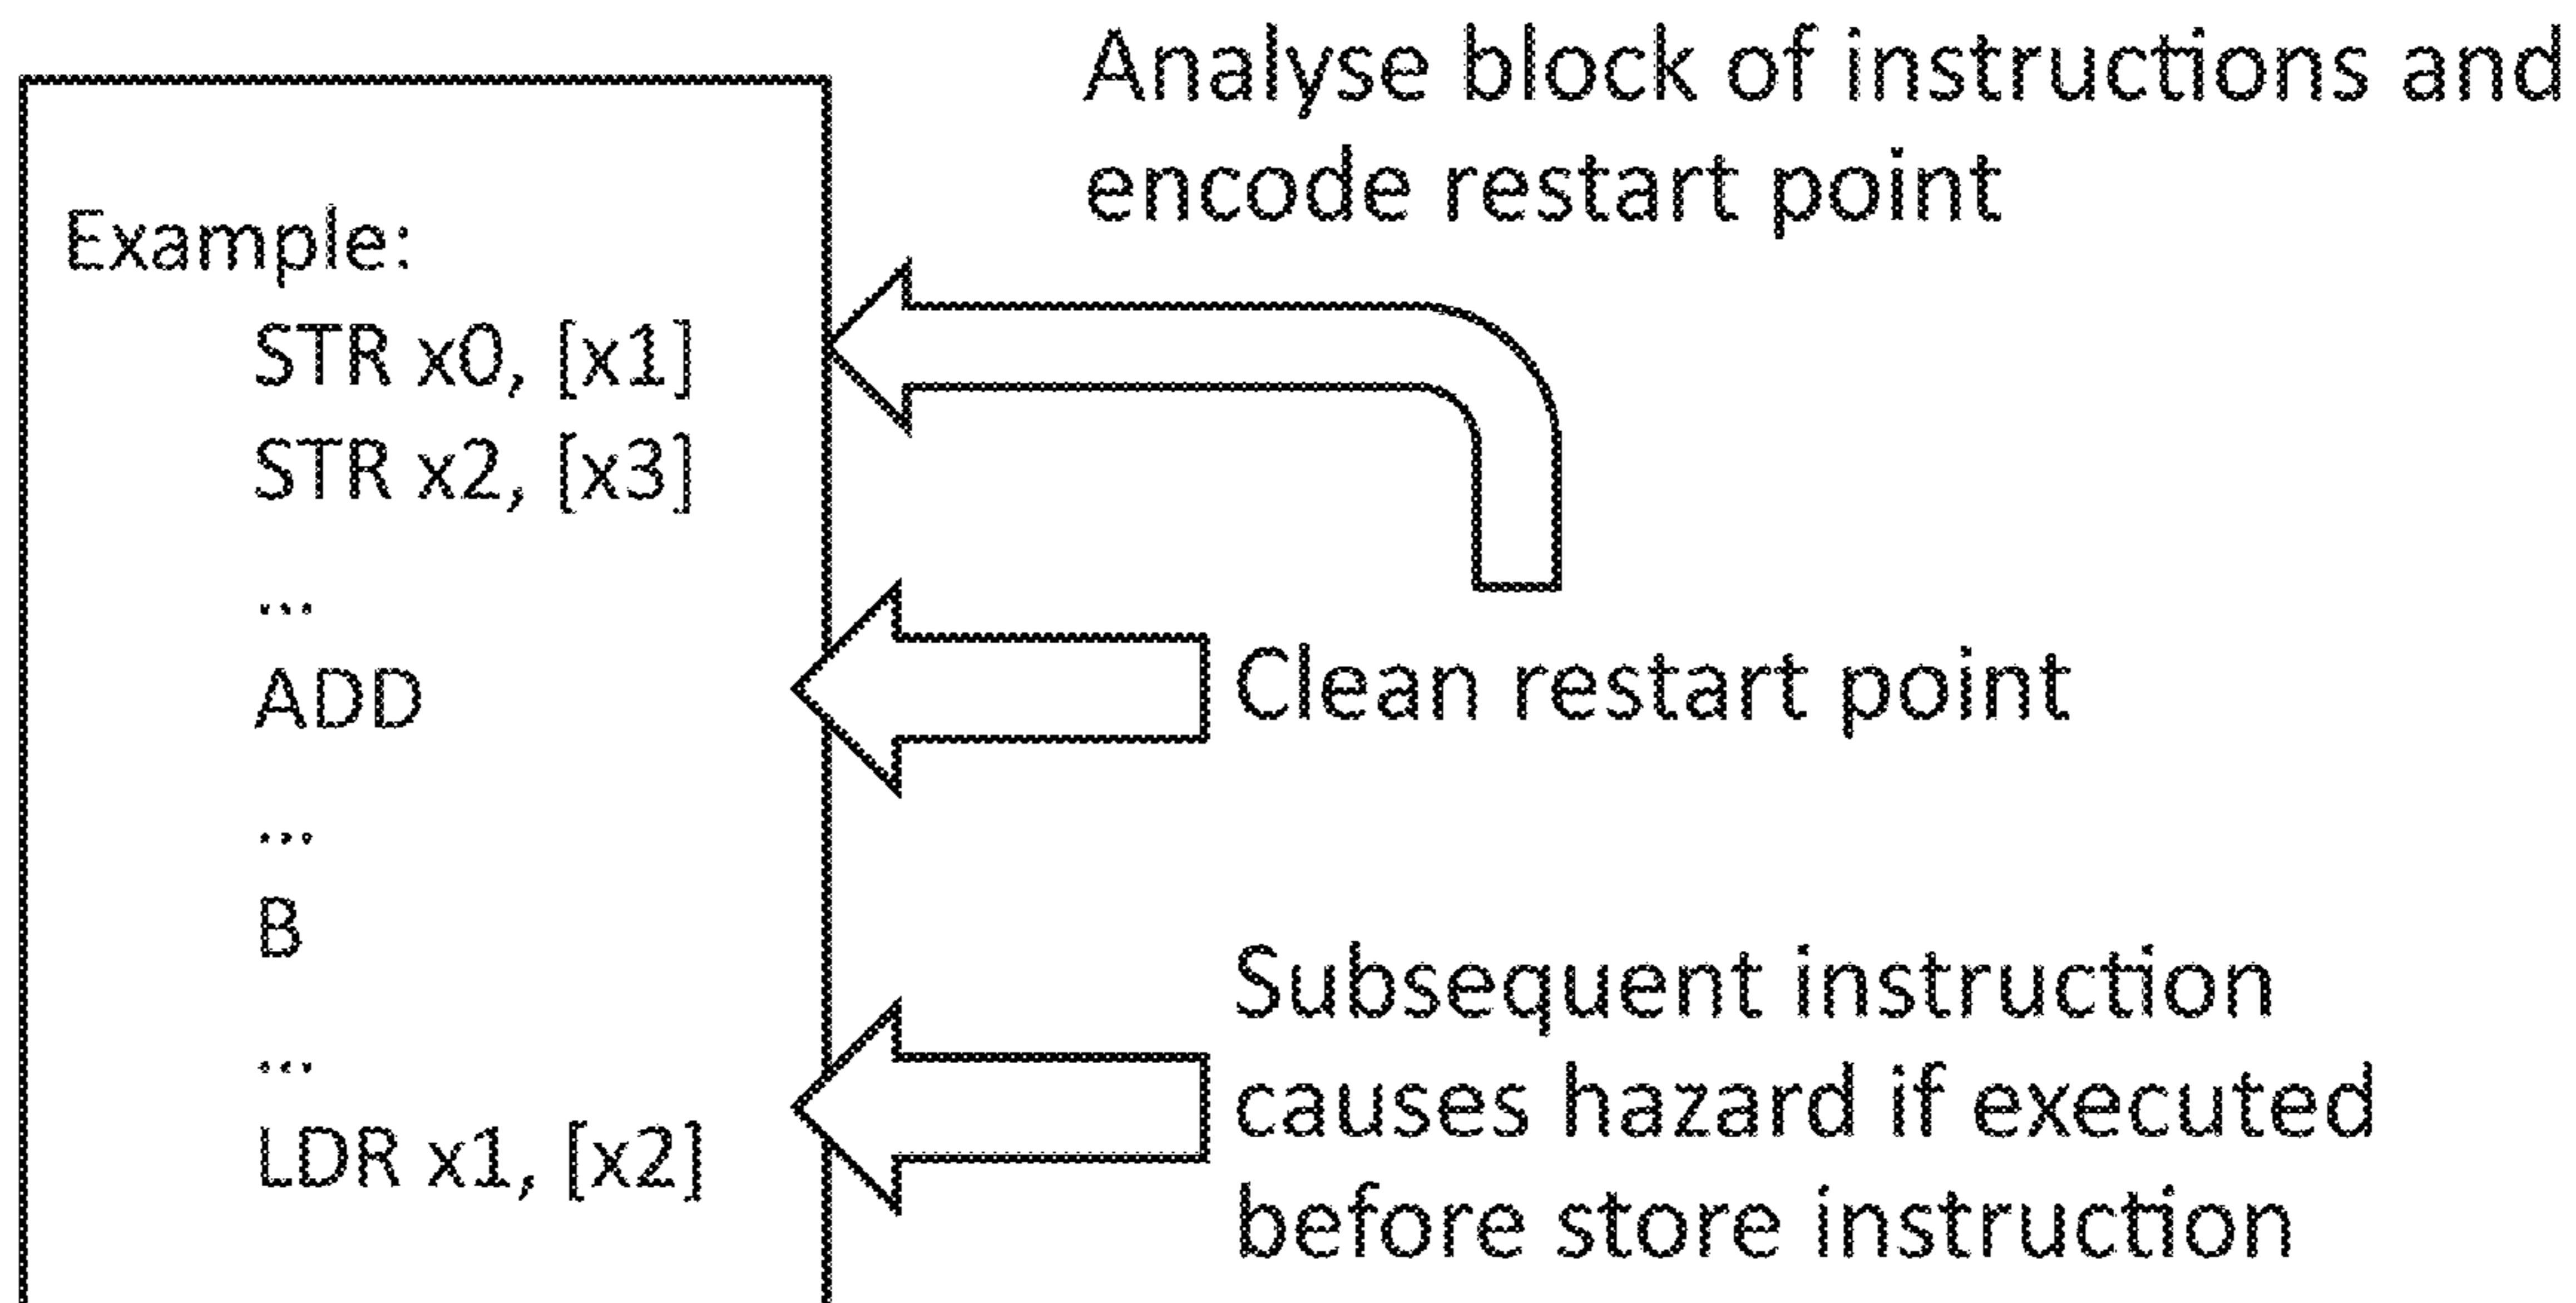 Analyse block of instructions and
encode restart point
Example:
STR x0, [x1]
STR x2, [x3]
...
ADD
Clean restart point
...
B
...
LDR x1, [x2]
Subsequent instruction
causes hazard if executed
before store instruction